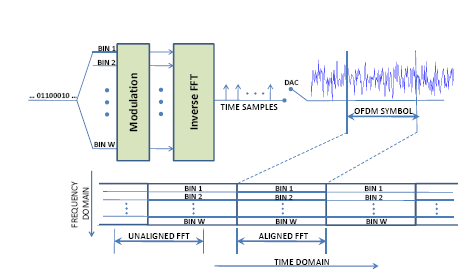 BIN 1
BIN 2
... 01100010 ...
BIN W
Modulation
Inverse FFT
TIME SAMPLES
DAC
OFDM SYMBOL
FREQUENCY
DOMAIN
BIN 1 BIN 1 BIN 1
BIN 2 BIN 2 BIN 2
BIN W BIN W BIN W
UNALIGNED FFT ALIGNED FFT
TIME DOMAIN